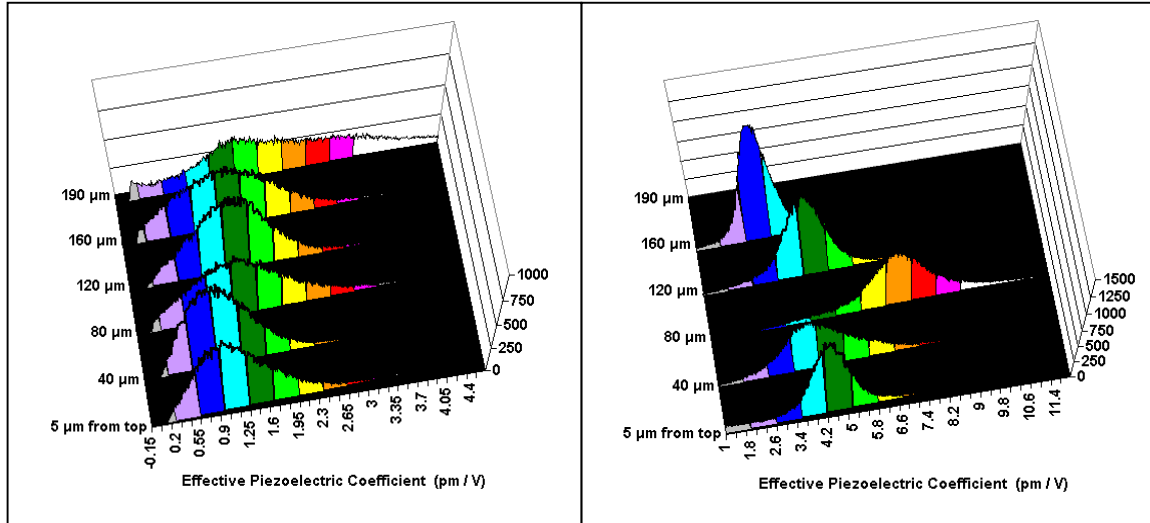 190 µm
160 µm
120 µm
80 µm
40 µm
5 µm from top
1000
750
500
250
0
-0.15
0.2
0.55
0.9
1.25
1.6
1.95
2.3
2.65
3
3.35
3.7
4.05
4.4
Effective Piezoelectric Coefficient (pm / V)
190 µm
160 µm
120 µm
80 µm
40 µm
5 µm from top
1500
1250
1000
750
500
250
0
1
1.8
2.6
3.4
4.2
5
5.8
6.6
7.4
8.2
9
9.8
10.6
11.4
Effective Piezoelectric Coefficient (pm / V)